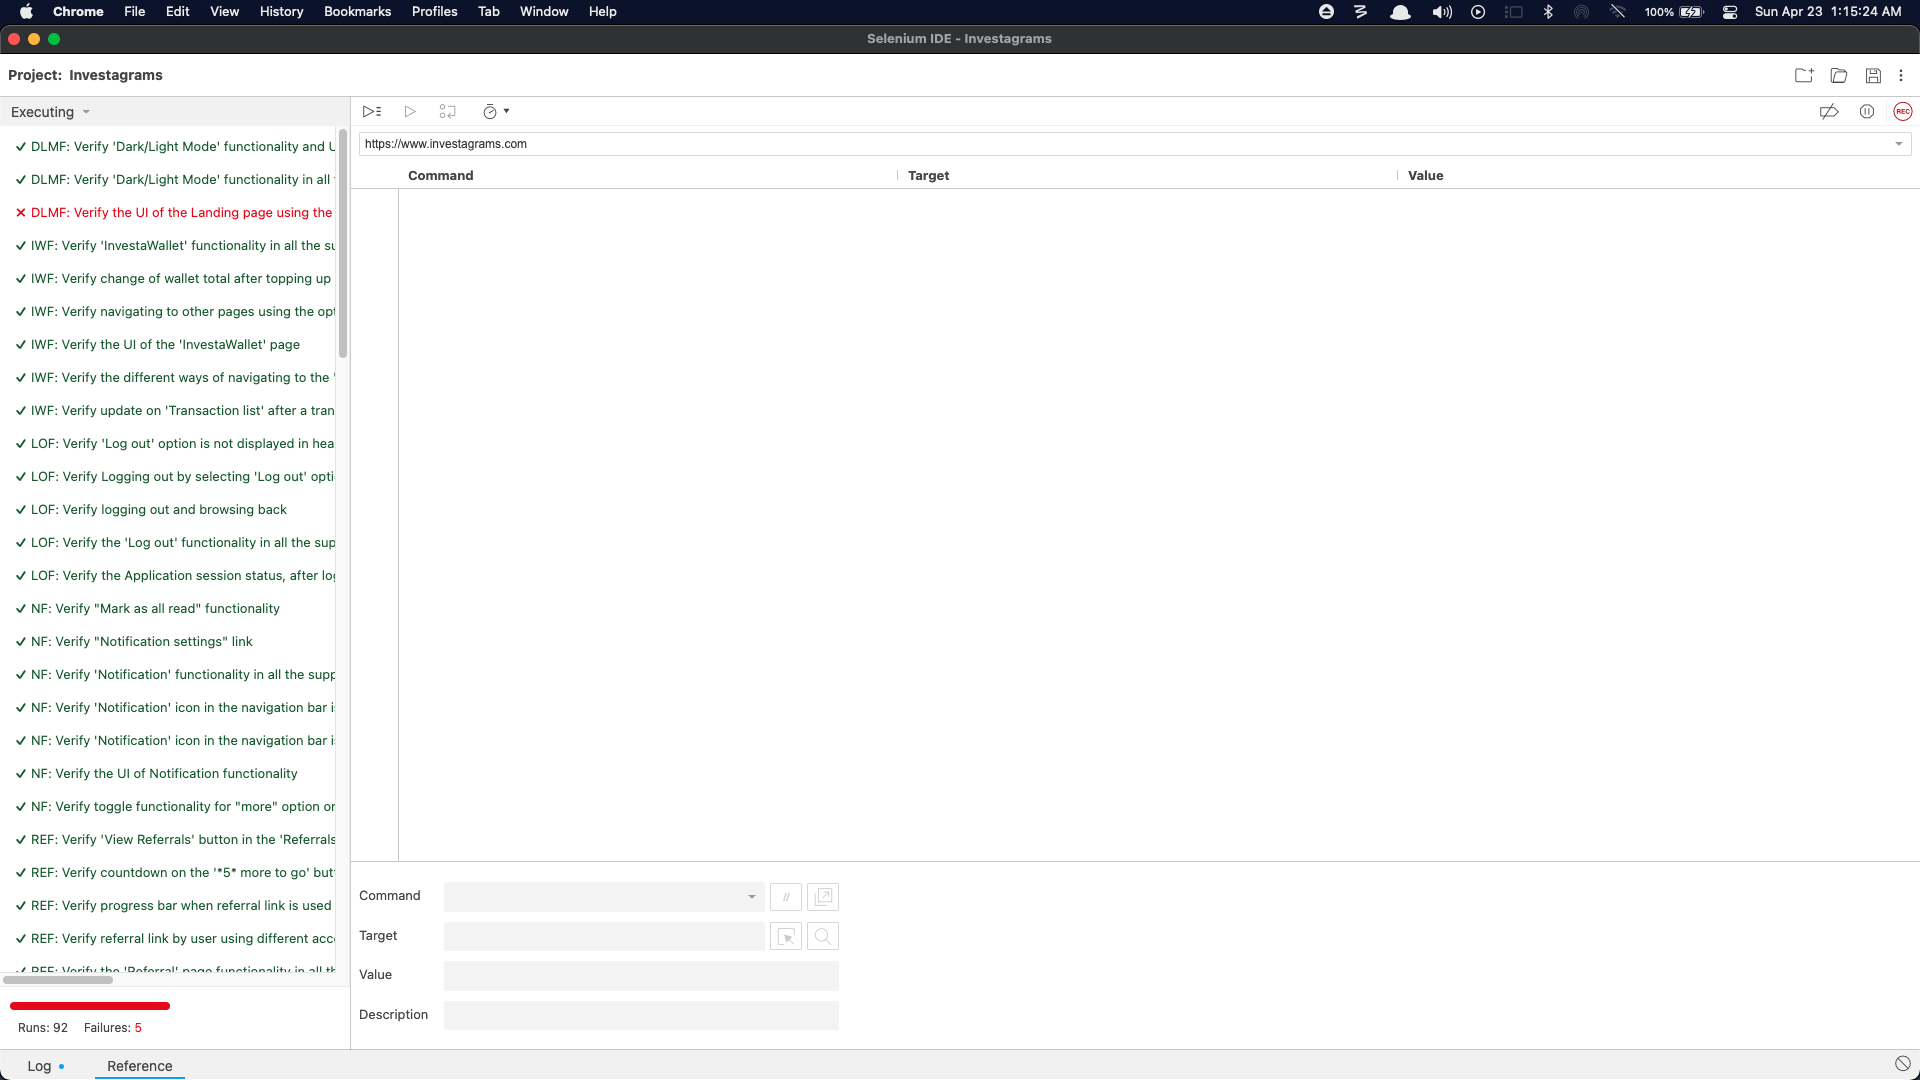 Chrome File Edit View History Bookmarks Profiles Tab Window Help 100% Sun Apr 23 1:15:24 AM
Selenium IDE - Investagrams
Project: Investagrams
Executing
REC
https://www.investagrams.com
Command Target Value
DLMF: Verify 'Dark/Light Mode' functionality and U
DLMF: Verify 'Dark/Light Mode' functionality in all
DLMF: Verify the UI of the Landing page using the
IWF: Verify 'InvestaWallet' functionality in all the su
IWF: Verify change of wallet total after topping up
IWF: Verify navigating to other pages using the opt
IWF: Verify the UI of the 'InvestaWallet' page
IWF: Verify the different ways of navigating to the '
IWF: Verify update on 'Transaction list' after a tran
LOF: Verify 'Log out' option is not displayed in hea
LOF: Verify Logging out by selecting 'Log out' opti
LOF: Verify logging out and browsing back
LOF: Verify the 'Log out' functionality in all the sup
LOF: Verify the Application session status, after log
NF: Verify "Mark as all read" functionality
NF: Verify "Notification settings" link
NF: Verify 'Notification' functionality in all the supp
NF: Verify 'Notification' icon in the navigation bar i
NF: Verify 'Notification' icon in the navigation bar i
NF: Verify the UI of Notification functionality
NF: Verify toggle functionality for "more" option on
REF: Verify 'View Referrals' button in the 'Referrals
REF: Verify countdown on the '*5* more to go' but
REF: Verify progress bar when referral link is used
REF: Verify referral link by user using different acc
REF: Verify the 'Referral' page functionality in all th
Runs: 92 Failures: 5
Command //
Target
Value
Description
Log Reference